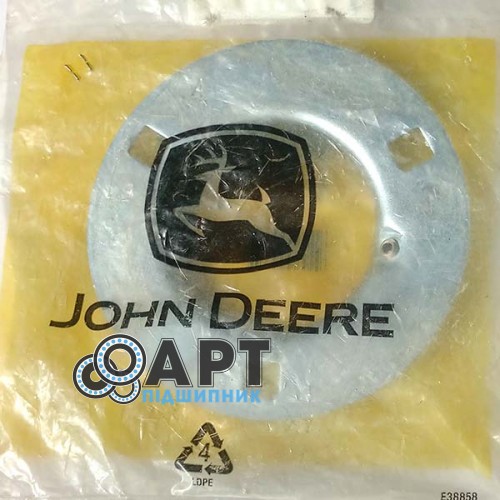 JOHN DEERE
АРТ
підшипник
4
LDPE
E38858